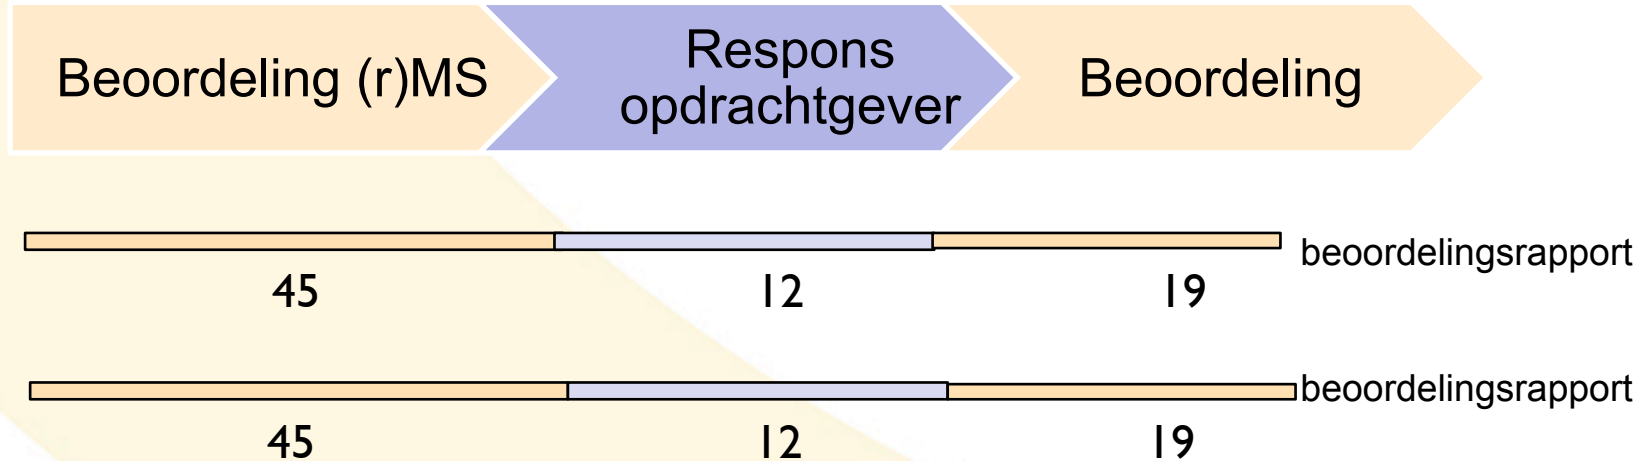 Beoordeling (r)MS
Respons
opdrachtgever
Beoordeling
beoordelingsrapport
45
12
19
beoordelingsrapport
45
12
19